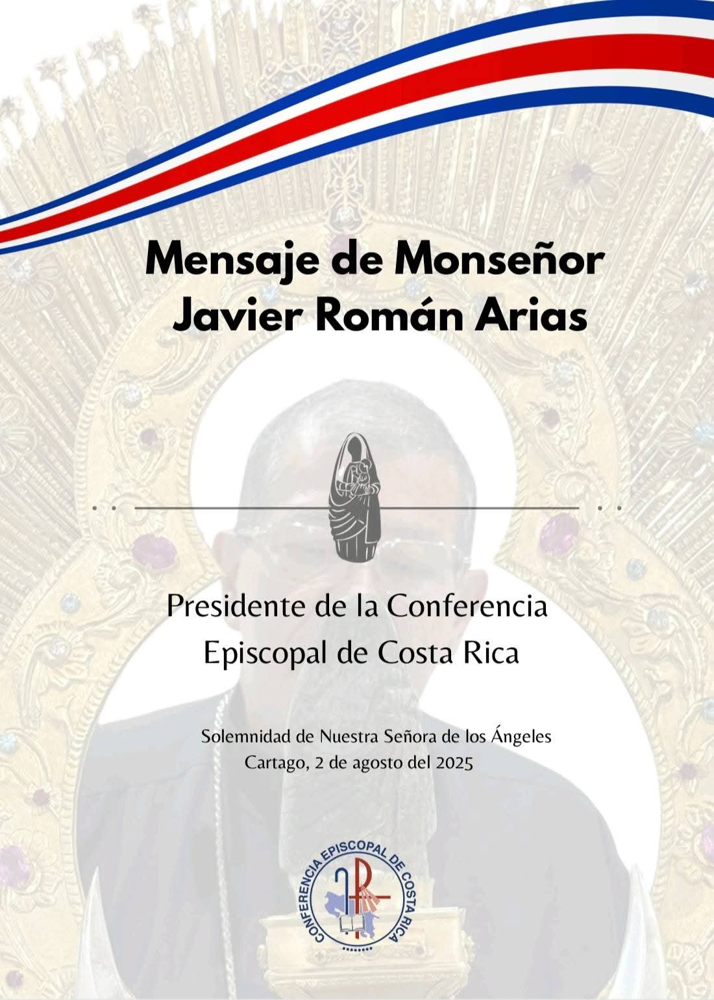 Mensaje de Monseñor
Javier Román Arias
Presidente de la Conferencia
Episcopal de Costa Rica
Solemnidad de Nuestra Señora de los Ángeles
Cartago, 2 de agosto del 2025
CONFERENCIA EPISCOPAL DE COSTA RICA